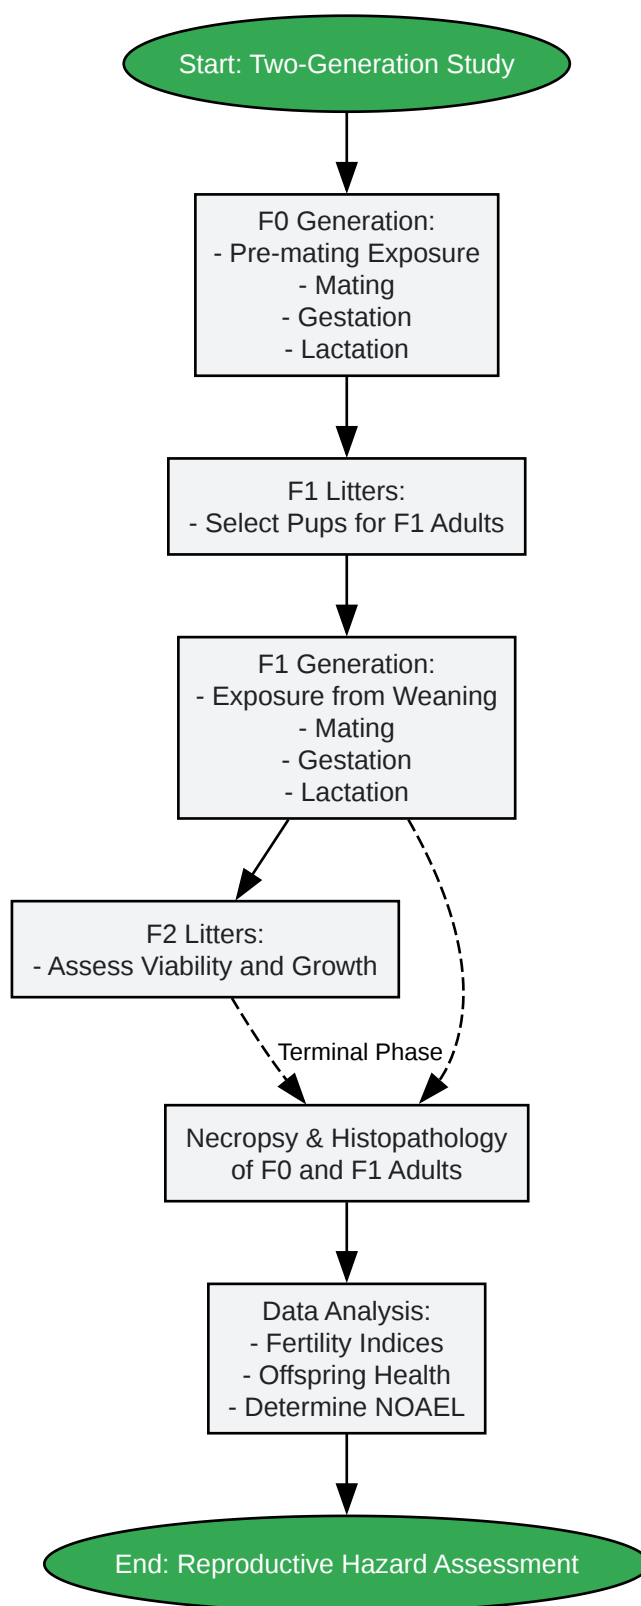 Start: Two-Generation Study
F0 Generation:
- Pre-mating Exposure
- Mating
- Gestation
- Lactation
F1 Litters:
- Select Pups for F1 Adults
F1 Generation:
- Exposure from Weaning
- Mating
- Gestation
- Lactation
F2 Litters:
- Assess Viability and Growth
Terminal Phase
Necropsy & Histopathology
of F0 and F1 Adults
Data Analysis:
- Fertility Indices
- Offspring Health
- Determine NOAEL
End: Reproductive Hazard Assessment